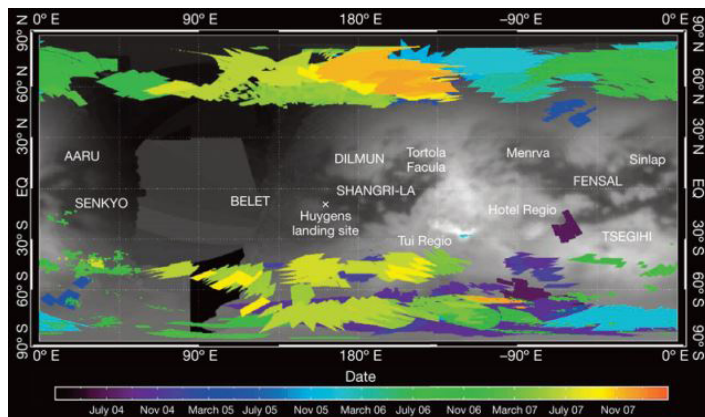 0° E 90° E 180° E −90° E 0° E
90° N 90° N
60° N 60° N
30° N 30° N
AARU DILMUN Tortola Facula Menrva Sinlap
FENSAL
EQ SENKYO BELET SHANGRI-LA EQ
× Huygens landing site Hotel Regio
30° S Tui Regio TSEGIHI 30° S
60° S 60° S
90° S 90° S
0° E 90° E 180° E −90° E 0° E
Date
July 04 Nov 04 March 05 July 05 Nov 05 March 06 July 06 Nov 06 March 07 July 07